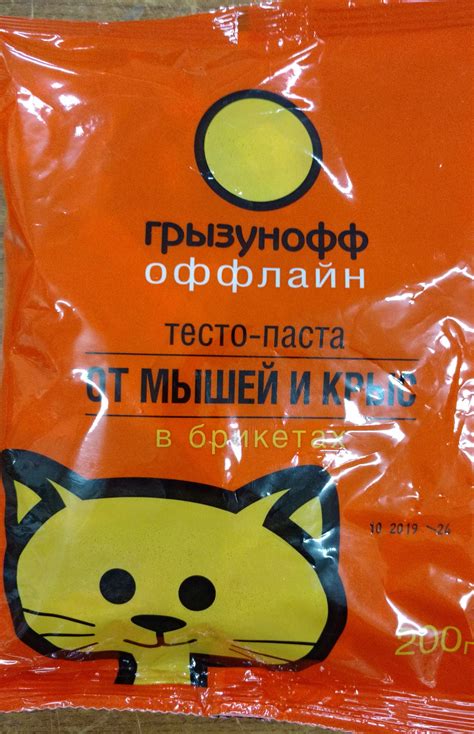 грызунофф
оффлайн
тесто-паста
ОТ МЫШЕЙ И КРЫС
в брикетах
10 2019 -24
200г